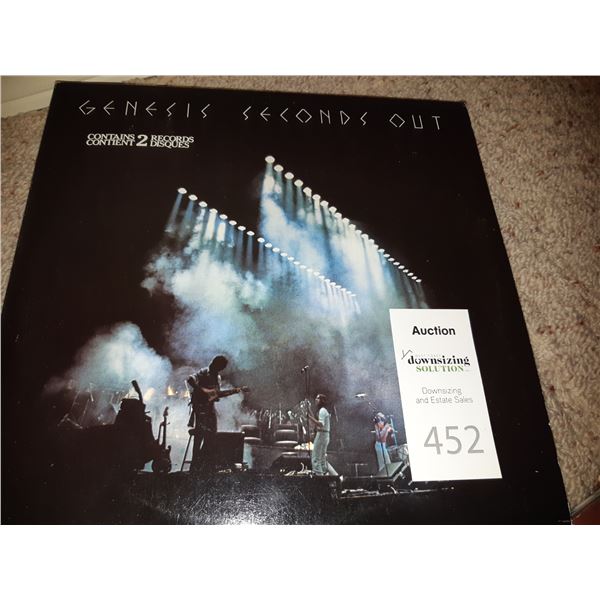 GENESIS SECONDS OUT
CONTAINS 2 RECORDS
CONTIENT 2 DISQUES
Auction
downsizing
SOLUTION
Downsizing
and Estate Sales
452